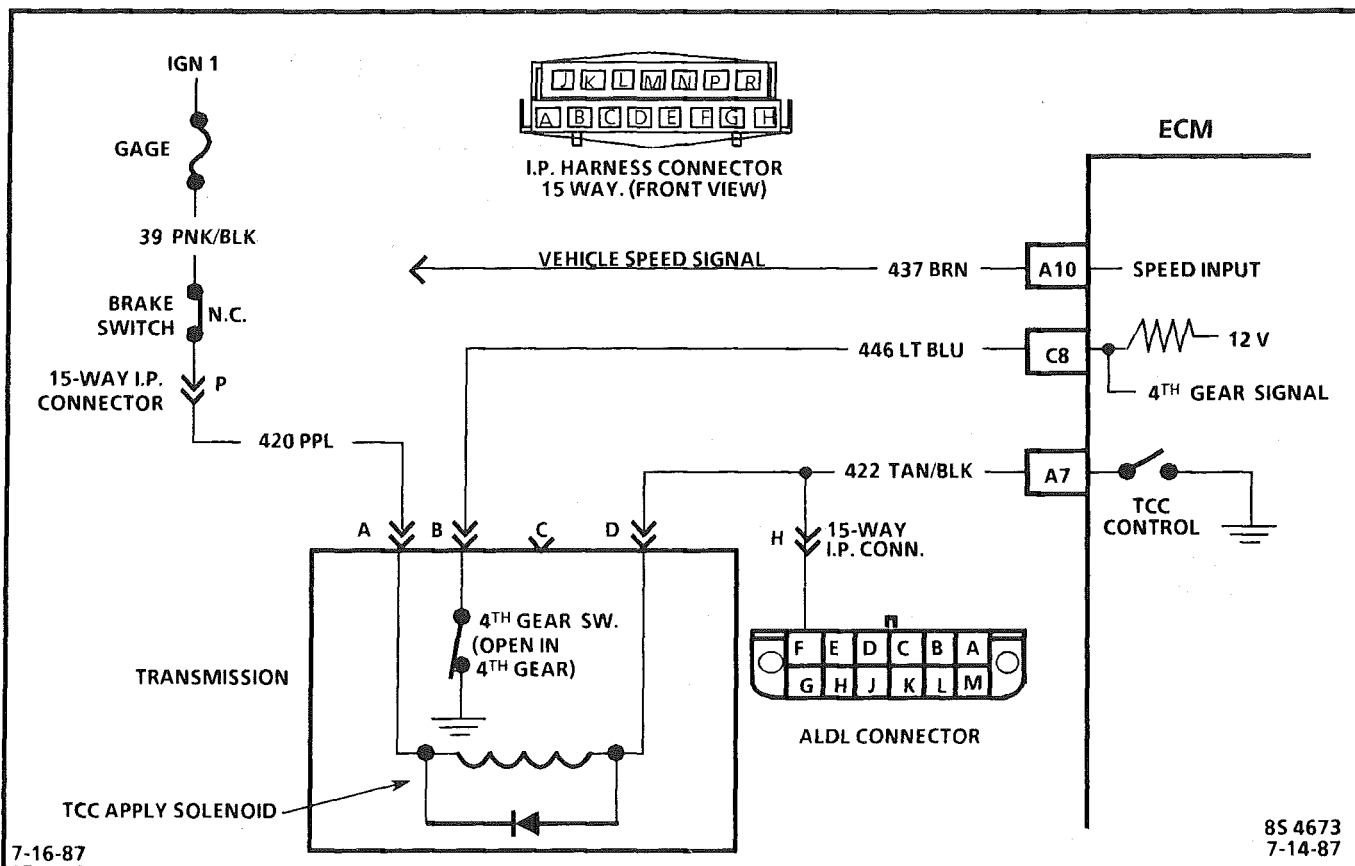 IGN 1
GAGE
39 PNK/BLK
BRAKE
SWITCH
N.C.
15-WAY I.P.
CONNECTOR
P
420 PPL
J K L M N P R
A B C D E F G H
I.P. HARNESS CONNECTOR
15 WAY. (FRONT VIEW)
ECM
VEHICLE SPEED SIGNAL
437 BRN
A10
SPEED INPUT
446 LT BLU
C8
12 V
4TH GEAR SIGNAL
422 TAN/BLK
A7
TCC
CONTROL
A B C D
H
15-WAY
I.P. CONN.
4TH GEAR SW.
(OPEN IN
4TH GEAR)
TRANSMISSION
F E D C B A
G H J K L M
ALDL CONNECTOR
TCC APPLY SOLENOID
7-16-87
8S 4673
7-14-87